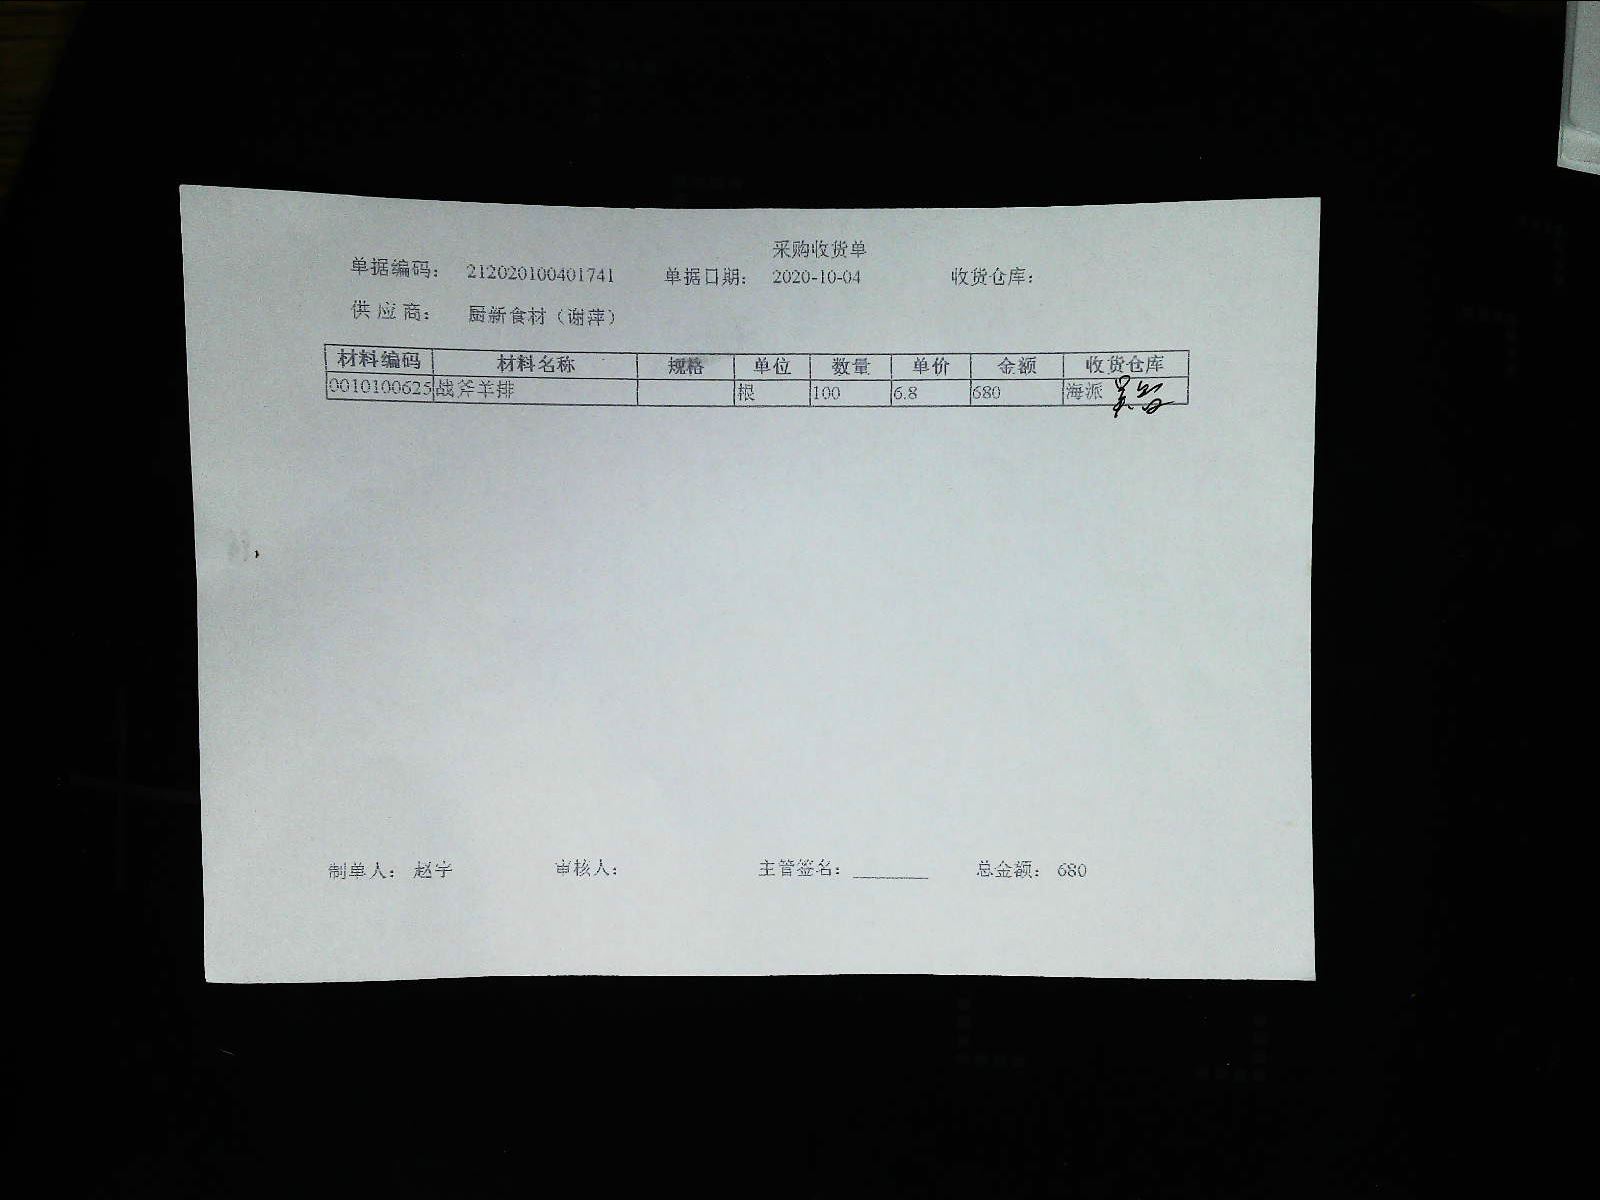 采购收货单
单据编码： 212020100401741 单据日期： 2020-10-04 收货仓库：
供 应 商： 厨新食材（谢萍）
材料编码 材料名称 规格 单位 数量 单价 金额 收货仓库
0010100625 战斧羊排 根 100 6.8 680 海派
制单人： 赵宇 审核人： 主管签名： ________ 总金额： 680